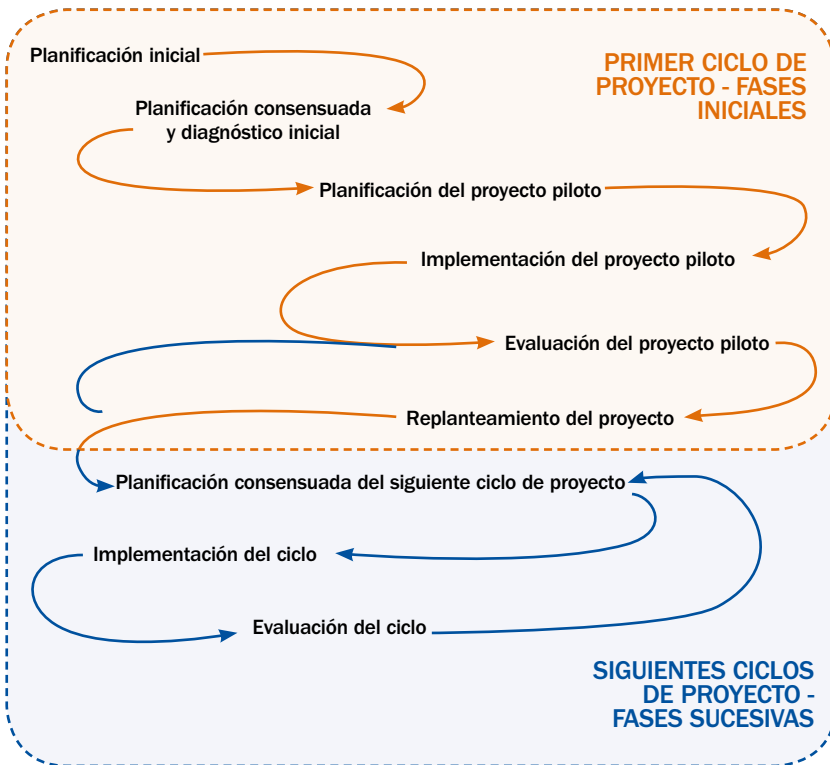 Planificación inicial
PRIMER CICLO DE
PROYECTO - FASES
INICIALES
Planificación consensuada
y diagnóstico inicial
Planificación del proyecto piloto
Implementación del proyecto piloto
Evaluación del proyecto piloto
Replanteamiento del proyecto
Planificación consensuada del siguiente ciclo de proyecto
Implementación del ciclo
Evaluación del ciclo
SIGUIENTES CICLOS
DE PROYECTO -
FASES SUCESIVAS